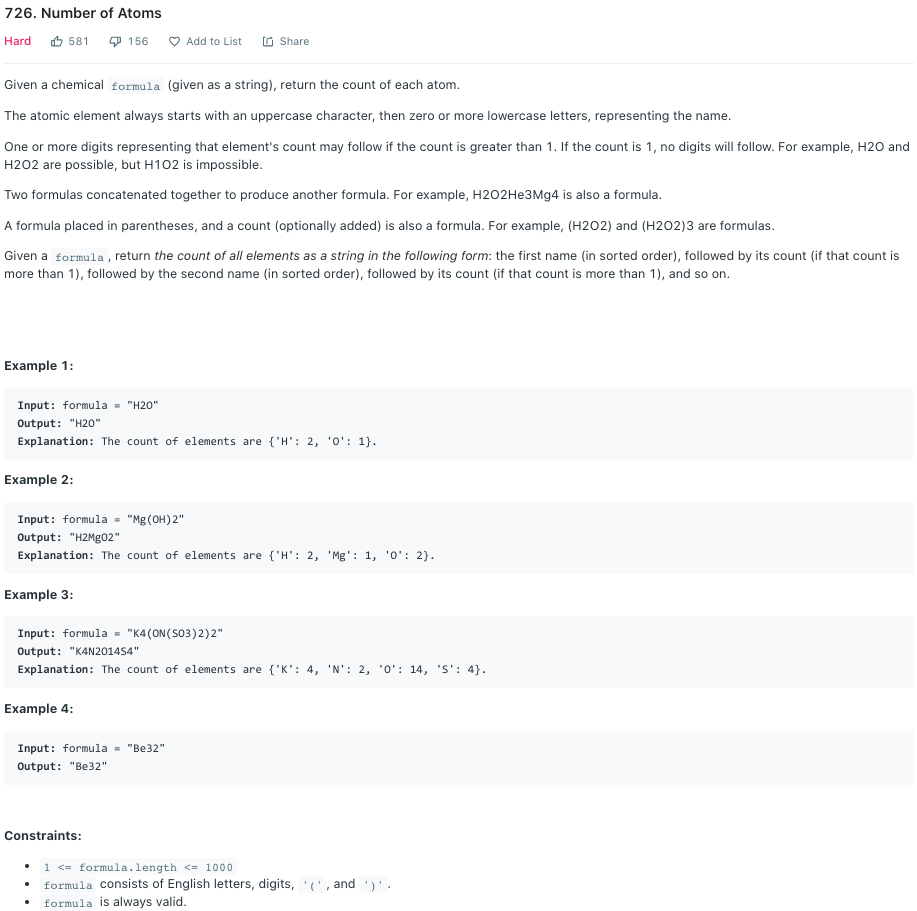 726. Number of Atoms
Hard 581 156 Add to List Share
Given a chemical formula (given as a string), return the count of each atom.
The atomic element always starts with an uppercase character, then zero or more lowercase letters, representing the name.
One or more digits representing that element's count may follow if the count is greater than 1. If the count is 1, no digits will follow. For example, H2O and
H2O2 are possible, but H1O2 is impossible.
Two formulas concatenated together to produce another formula. For example, H2O2He3Mg4 is also a formula.
A formula placed in parentheses, and a count (optionally added) is also a formula. For example, (H2O2) and (H2O2)3 are formulas.
Given a formula , return the count of all elements as a string in the following form: the first name (in sorted order), followed by its count (if that count is
more than 1), followed by the second name (in sorted order), followed by its count (if that count is more than 1), and so on.
Example 1:
Input: formula = "H2O"
Output: "H2O"
Explanation: The count of elements are {'H': 2, 'O': 1}.
Example 2:
Input: formula = "Mg(OH)2"
Output: "H2MgO2"
Explanation: The count of elements are {'H': 2, 'Mg': 1, 'O': 2}.
Example 3:
Input: formula = "K4(ON(SO3)2)2"
Output: "K4N2O14S4"
Explanation: The count of elements are {'K': 4, 'N': 2, 'O': 14, 'S': 4}.
Example 4:
Input: formula = "Be32"
Output: "Be32"
Constraints:
• 1 <= formula.length <= 1000
• formula consists of English letters, digits, '(' , and ')' .
• formula is always valid.